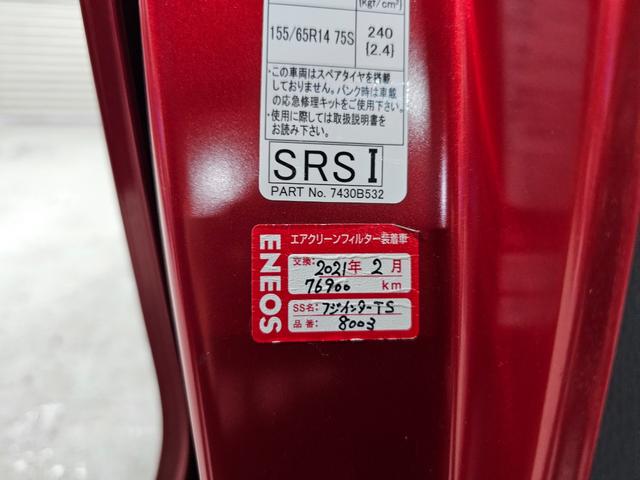 (kgf/cm²)
155/65R14 75S
240
{2.4}
・この車両はスペアタイヤを搭載
しておりません。パンク時は車載
の応急修理キットをご使用下さい。
・使用に際しては取扱説明書を
お読み下さい。
SRS I
PART No. 7430B532
ENEOS
エアクリーンフィルター装着車
交換: 2021年 2月
76900 km
SS名: フジインターTS
品番: 8003